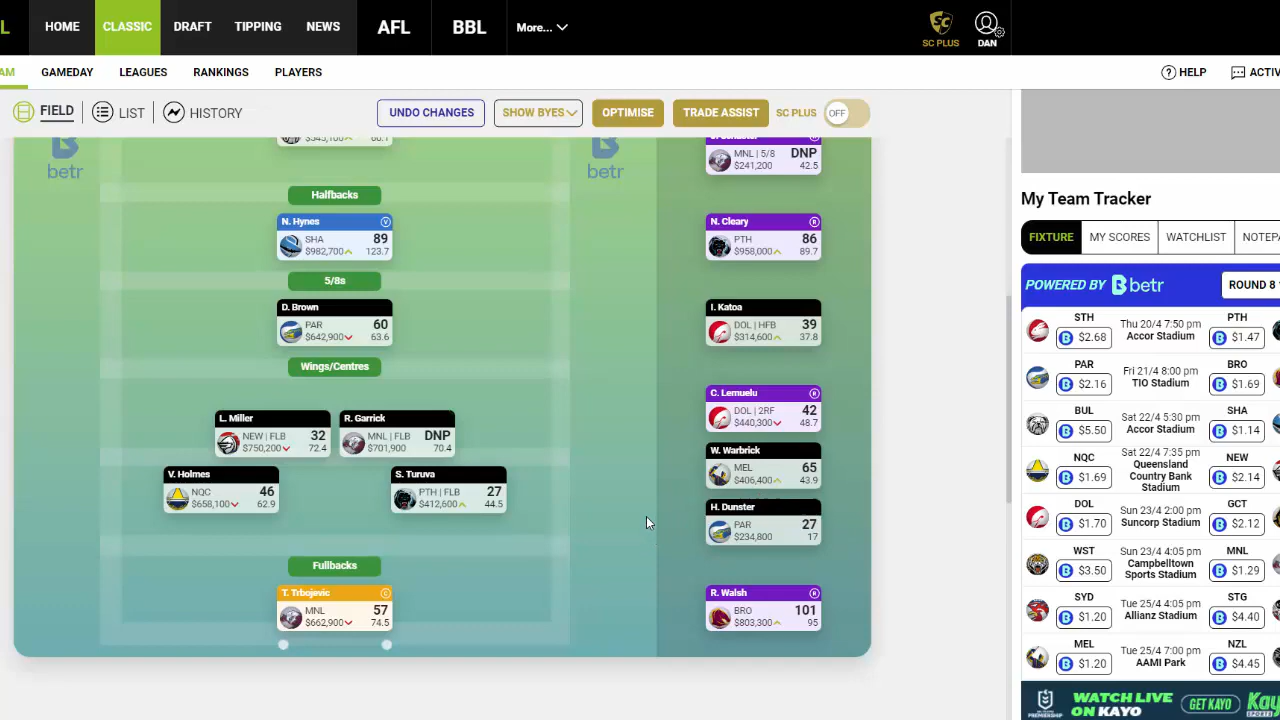 L HOME CLASSIC DRAFT TIPPING NEWS AFL BBL More... SC PLUS DAN
AM GAMEDAY LEAGUES RANKINGS PLAYERS HELP ACTIV
FIELD LIST HISTORY UNDO CHANGES SHOW BYES OPTIMISE TRADE ASSIST SC PLUS OFF
betr betr
MNL | 5/8 DNP
$241,200 42.5
Halfbacks
N. Hynes V
SHA 89
$982,700 123.7
N. Cleary R
PTH 86
$958,000 89.7
5/8s
D. Brown
PAR 60
$642,900 63.6
I. Katoa
DOL | HFB 39
$314,600 37.8
Wings/Centres
L. Miller
NEW | FLB 32
$750,200 72.4
R. Garrick
MNL | FLB DNP
$701,900 70.4
C. Lemuelu R
DOL | 2RF 42
$440,300 48.7
V. Holmes
NQC 46
$658,100 62.9
S. Turuva
PTH | FLB 27
$412,600 44.5
W. Warbrick
MEL 65
$406,400 43.9
H. Dunster
PAR 27
$234,800 17
Fullbacks
T. Trbojevic C
MNL 57
$662,900 74.5
R. Walsh R
BRO 101
$803,300 95
My Team Tracker
FIXTURE MY SCORES WATCHLIST NOTEPA
POWERED BY betr ROUND 8
STH Thu 20/4 7:50 pm PTH
$2.68 Accor Stadium $1.47
PAR Fri 21/4 8:00 pm BRO
$2.16 TIO Stadium $1.69
BUL Sat 22/4 5:30 pm SHA
$5.50 Accor Stadium $1.14
NQC Sat 22/4 7:35 pm NEW
$1.69 Queensland $2.14
Country Bank
Stadium
DOL Sun 23/4 2:00 pm GCT
$1.70 Suncorp Stadium $2.12
WST Sun 23/4 4:05 pm MNL
$3.50 Campbelltown $1.29
Sports Stadium
SYD Tue 25/4 4:05 pm STG
$1.20 Allianz Stadium $4.40
MEL Tue 25/4 7:00 pm NZL
$1.20 AAMI Park $4.45
WATCH LIVE
ON KAYO
GET KAYO
Kay